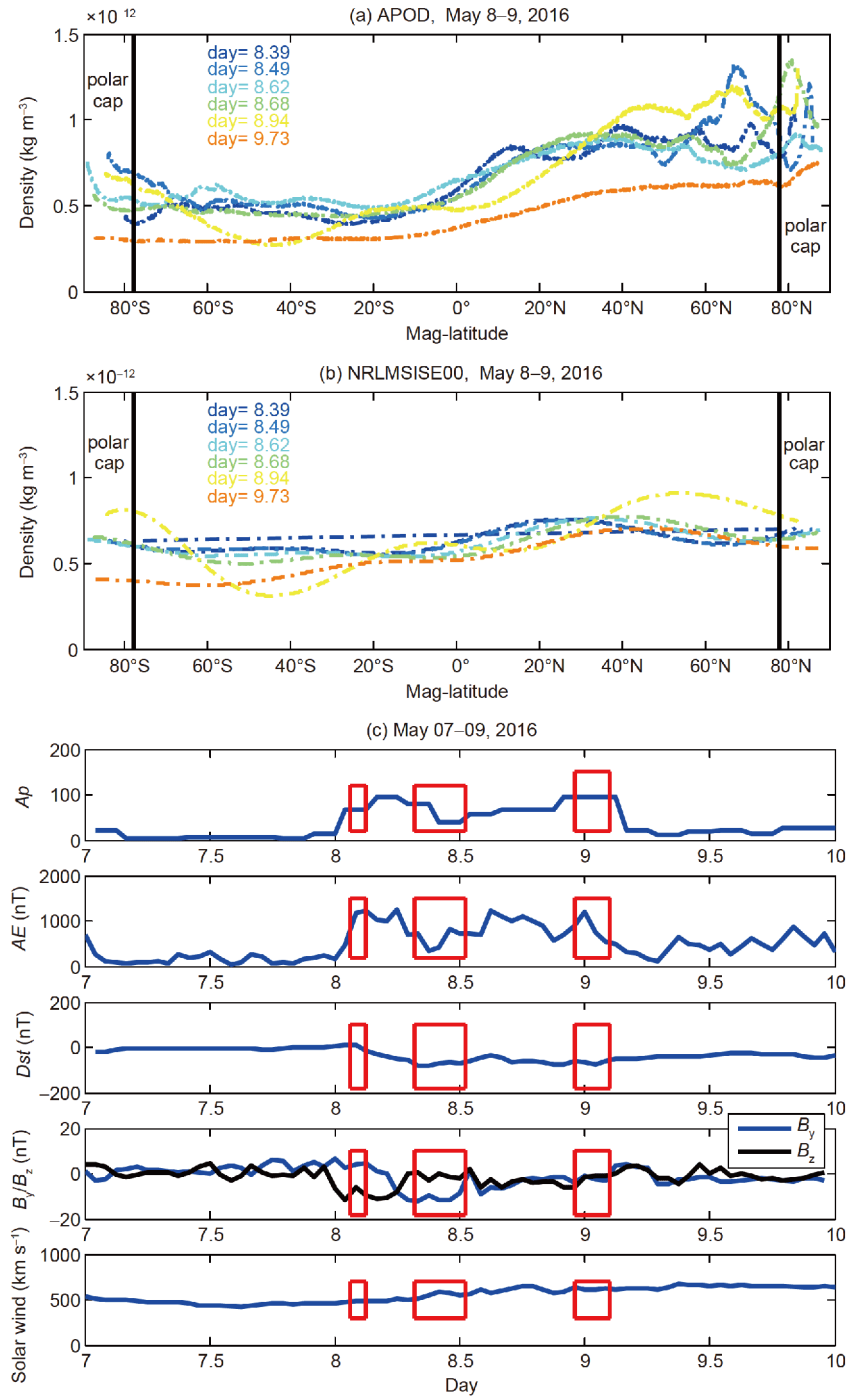 (a) APOD, May 8–9, 2016
×10 12
1.5
1
0.5
0
Density (kg m⁻³)
polar
cap
day= 8.39
day= 8.49
day= 8.62
day= 8.68
day= 8.94
day= 9.73
polar
cap
80°S 60°S 40°S 20°S 0° 20°N 40°N 60°N 80°N
Mag-latitude
(b) NRLMSISE00, May 8–9, 2016
×10⁻¹²
1.5
1
0.5
0
Density (kg m⁻³)
polar
cap
day= 8.39
day= 8.49
day= 8.62
day= 8.68
day= 8.94
day= 9.73
polar
cap
80°S 60°S 40°S 20°S 0° 20°N 40°N 60°N 80°N
Mag-latitude
(c) May 07–09, 2016
200
100
0
Ap
7 7.5 8 8.5 9 9.5 10
2000
1000
0
AE (nT)
7 7.5 8 8.5 9 9.5 10
200
0
−200
Dst (nT)
7 7.5 8 8.5 9 9.5 10
20
0
−20
By/Bz (nT)
By
Bz
7 7.5 8 8.5 9 9.5 10
1000
500
0
Solar wind (km s⁻¹)
7 7.5 8 8.5 9 9.5 10
Day